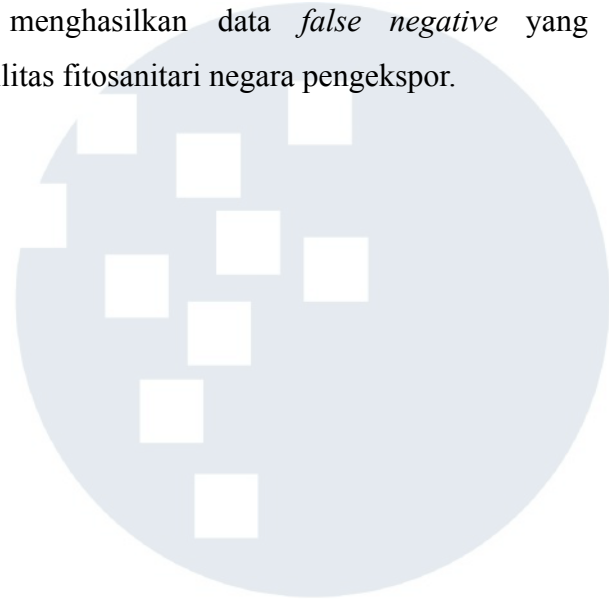 menghasilkan data false negative yang
litas fitosanitari negara pengekspor.